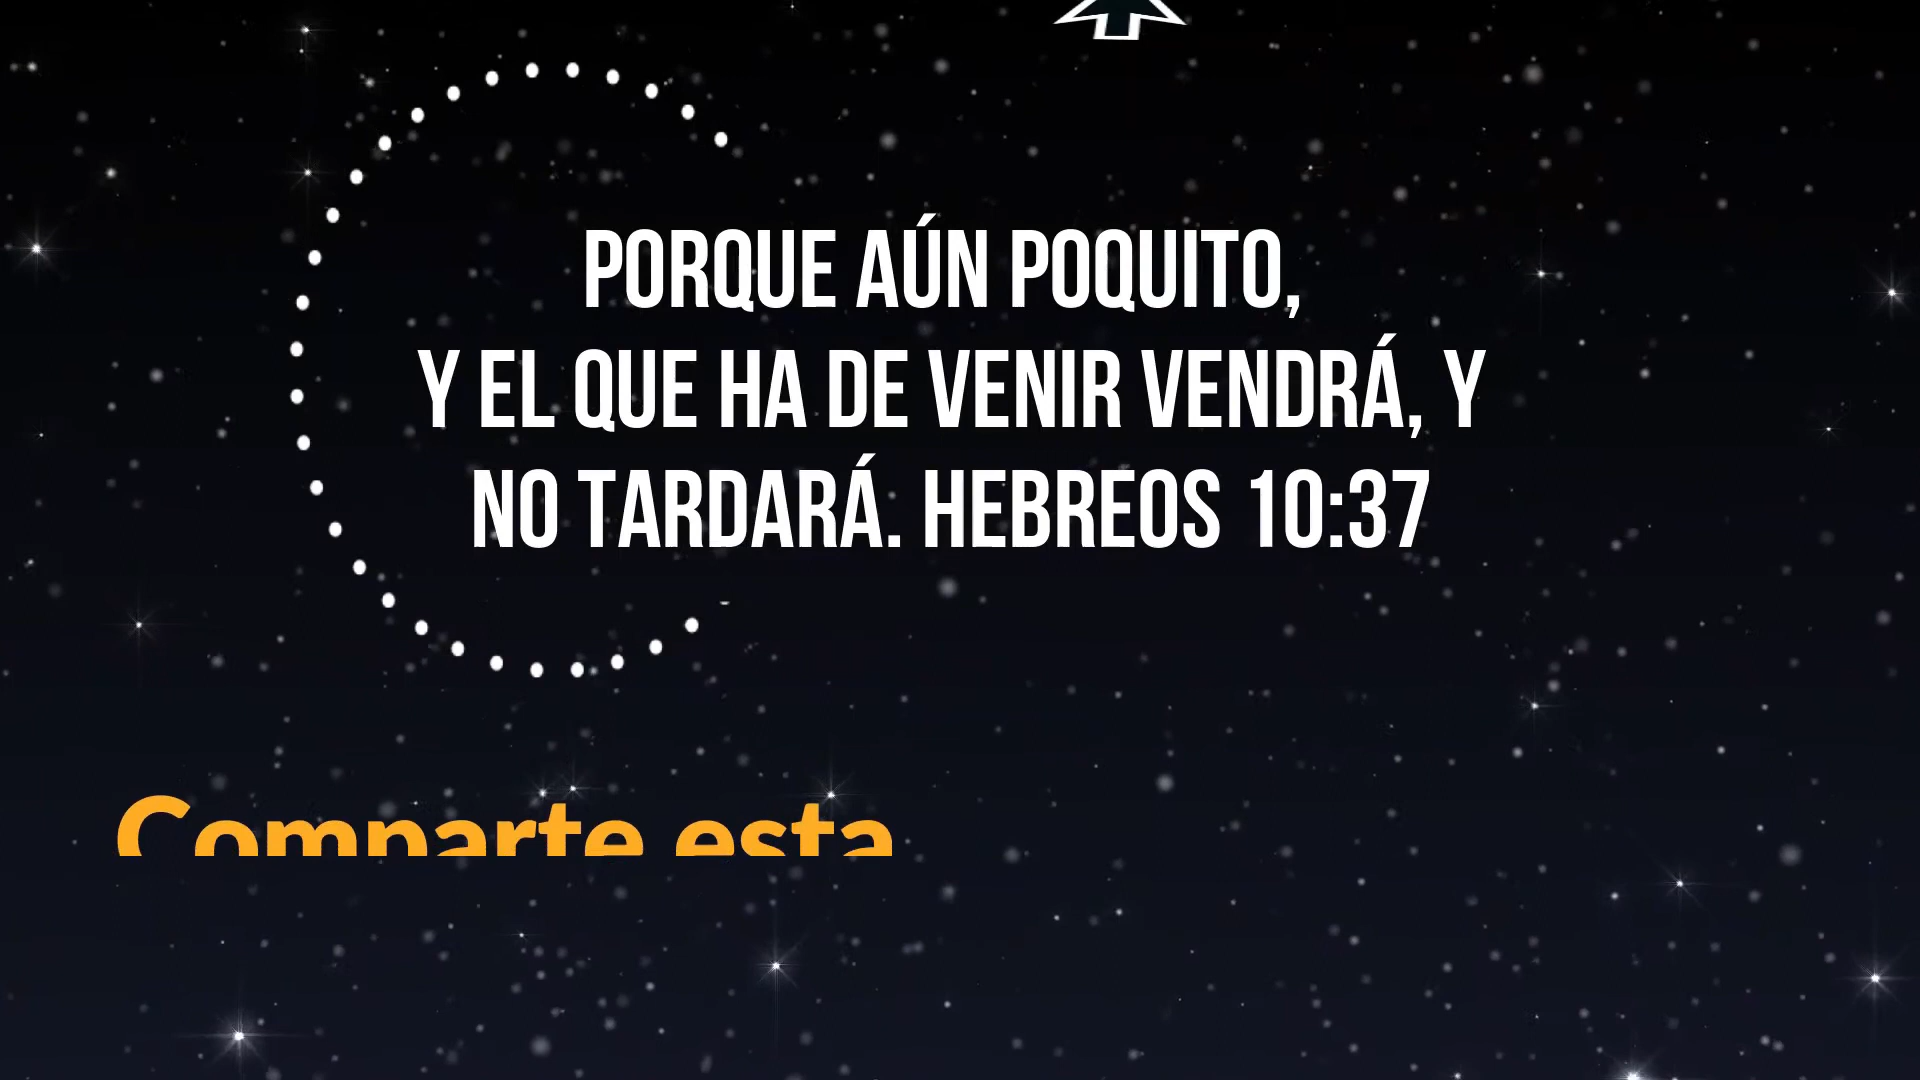 PORQUE AÚN POQUITO,
Y EL QUE HA DE VENIR VENDRÁ, Y
NO TARDARÁ. HEBREOS 10:37
Comparte esta